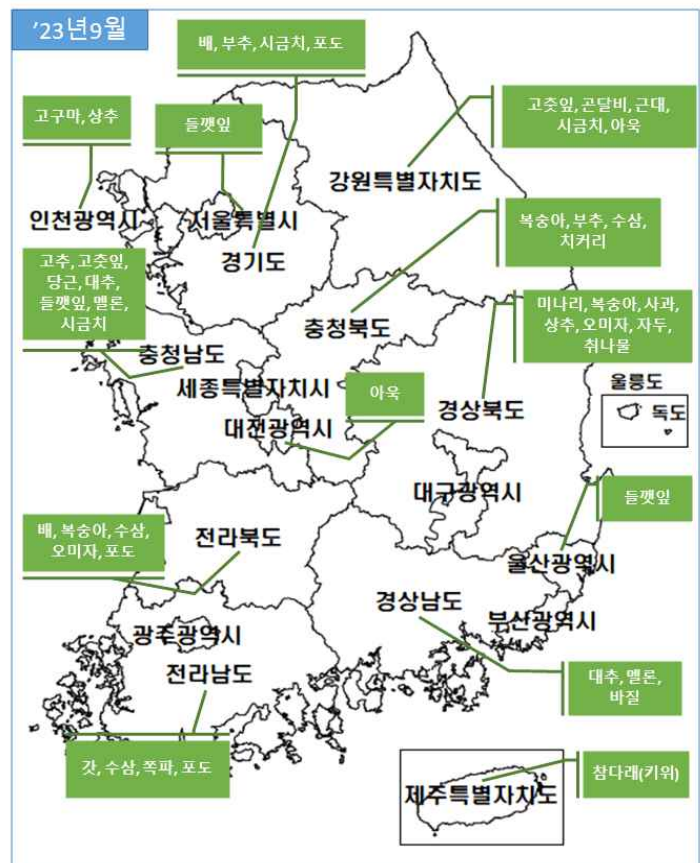 '23년9월
배, 부추, 시금치, 포도
고구마, 상추
들깻잎
고춧잎, 곤달비, 근대,
시금치, 아욱
강원특별자치도
인천광역시
서울특별시
경기도
복숭아, 부추, 수삼,
치커리
고추, 고춧잎,
당근, 대추,
들깻잎, 멜론,
시금치
미나리, 복숭아, 사과,
상추, 오미자, 자두,
취나물
충청북도
충청남도
세종특별자치시
아욱
경상북도
울릉도
독도
대전광역시
대구광역시
들깻잎
배, 복숭아, 수삼,
오미자, 포도
전라북도
울산광역시
경상남도
부산광역시
광주광역시
전라남도
대추, 멜론,
바질
갓, 수삼, 쪽파, 포도
참다래(키위)
제주특별자치도